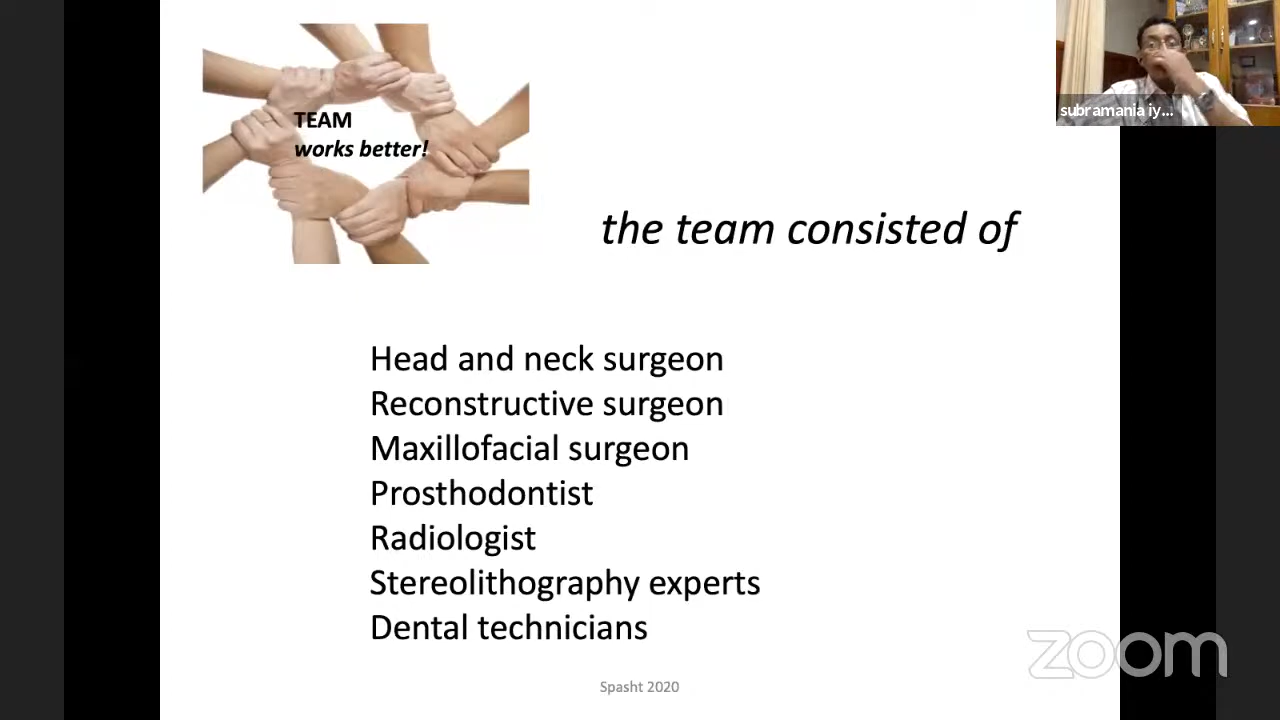 TEAM
works better!
subramania iy...
the team consisted of
Head and neck surgeon
Reconstructive surgeon
Maxillofacial surgeon
Prosthodontist
Radiologist
Stereolithography experts
Dental technicians
zoom
Spasht 2020